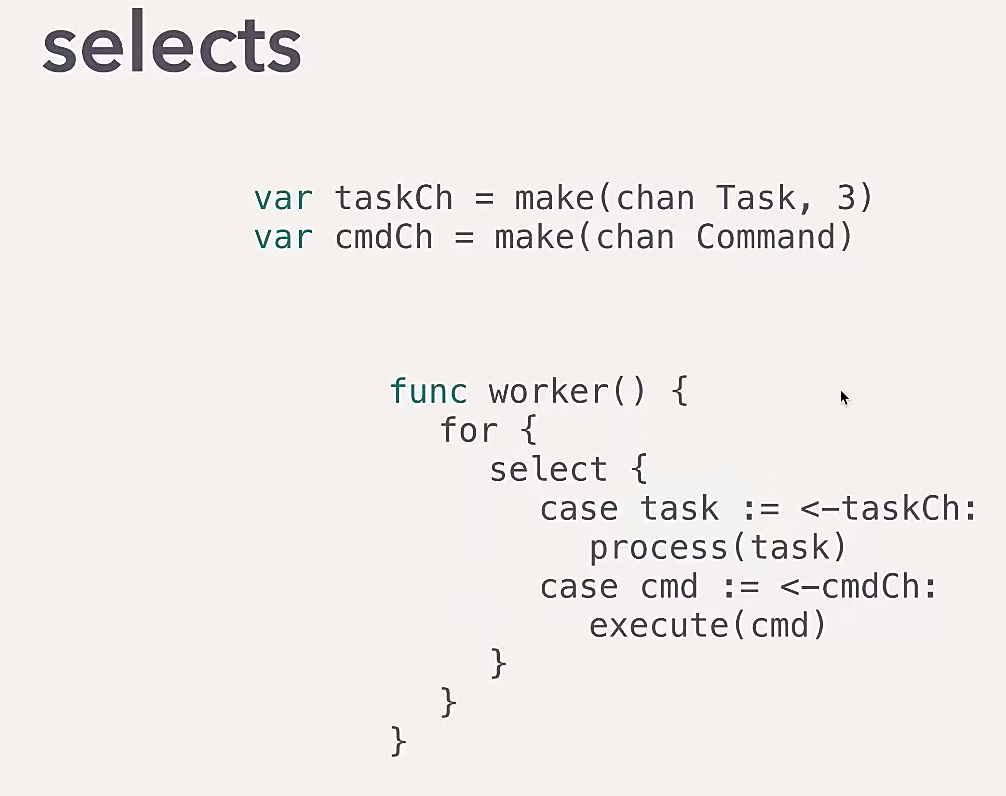 selects
var taskCh = make(chan Task, 3)
var cmdCh = make(chan Command)
func worker() {
for {
select {
case task := <-taskCh:
process(task)
case cmd := <-cmdCh:
execute(cmd)
}
}
}